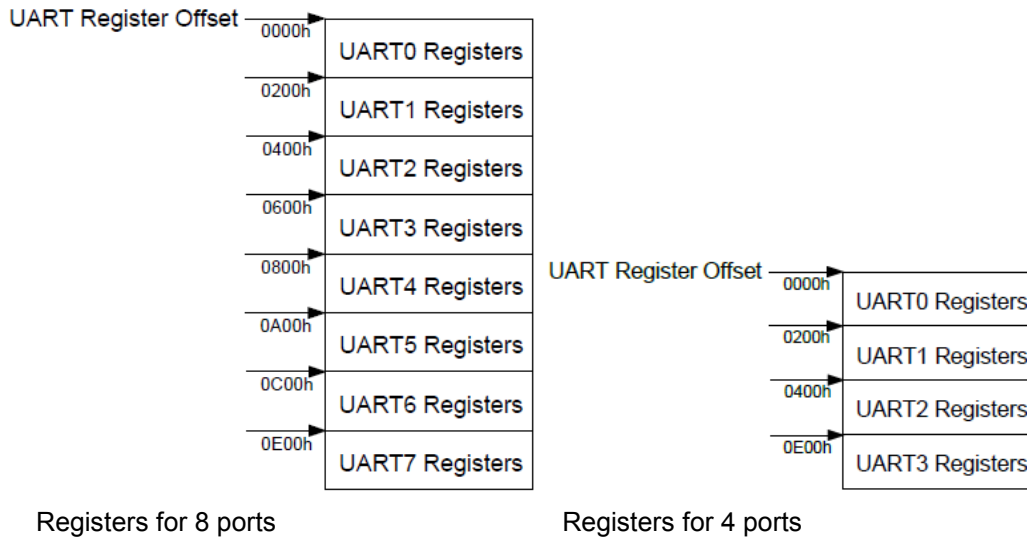 UART Register Offset
0000h
UART0 Registers
0200h
UART1 Registers
0400h
UART2 Registers
0600h
UART3 Registers
0800h
UART4 Registers
0A00h
UART5 Registers
0C00h
UART6 Registers
0E00h
UART7 Registers
Registers for 8 ports
UART Register Offset
0000h
UART0 Registers
0200h
UART1 Registers
0400h
UART2 Registers
0E00h
UART3 Registers
Registers for 4 ports